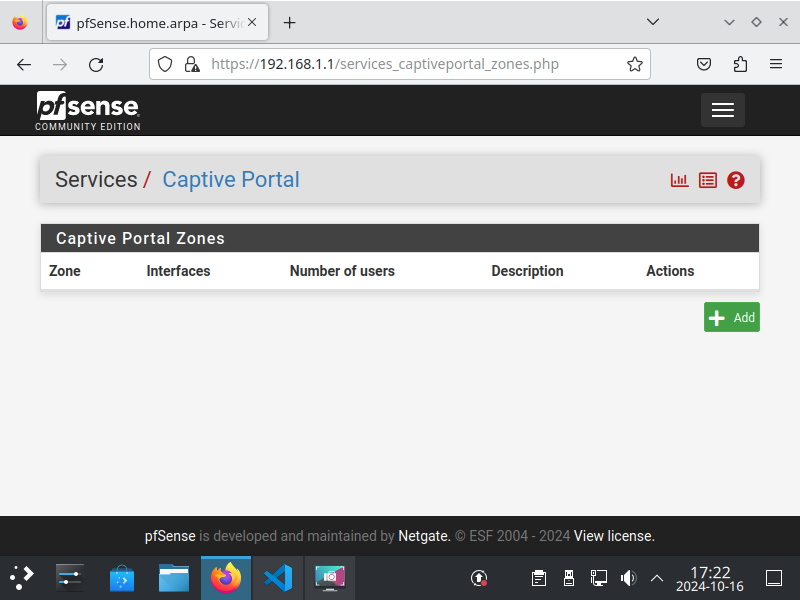 pfSense.home.arpa - Servi
https://192.168.1.1/services_captiveportal_zones.php
pfsense
COMMUNITY EDITION
Services / Captive Portal
Captive Portal Zones
Zone Interfaces Number of users Description Actions
Add
pfSense is developed and maintained by Netgate. © ESF 2004 - 2024 View license.
17:22
2024-10-16